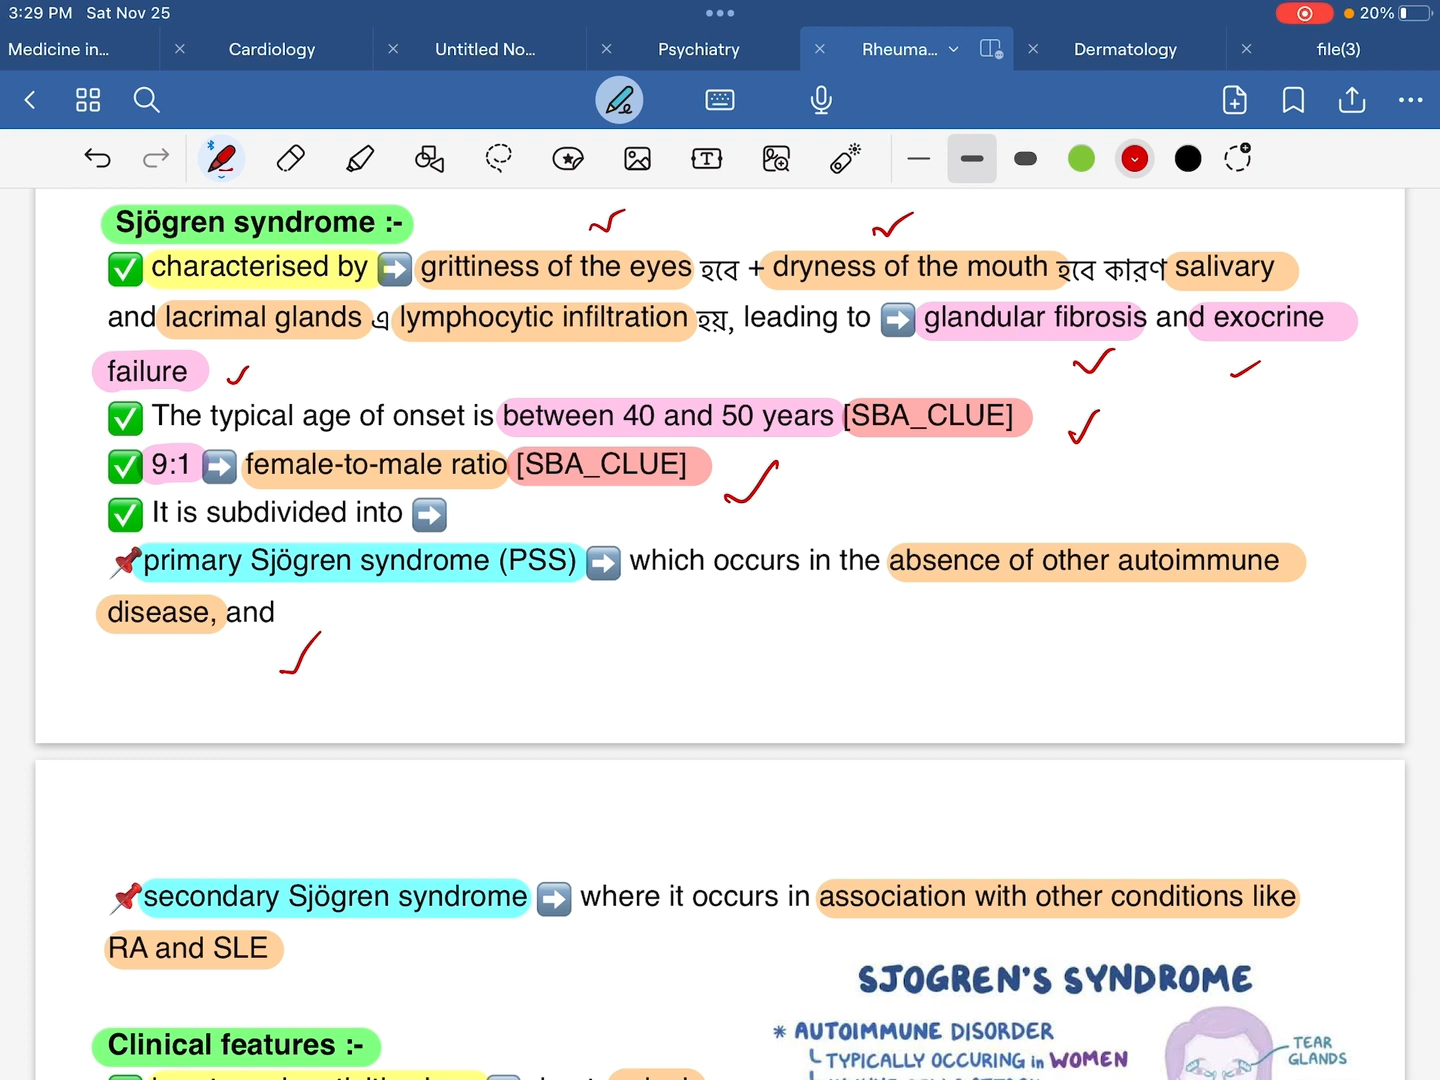 3:29 PM Sat Nov 25
20%
Medicine in...
Cardiology
Untitled No...
Psychiatry
Rheuma...
Dermatology
file(3)
Sjögren syndrome :-
✅ characterised by ➡️ grittiness of the eyes হবে + dryness of the mouth হবে কারণ salivary
and lacrimal glands এ lymphocytic infiltration হয়, leading to ➡️ glandular fibrosis and exocrine
failure
✅ The typical age of onset is between 40 and 50 years [SBA_CLUE]
✅ 9:1 ➡️ female-to-male ratio [SBA_CLUE]
✅ It is subdivided into ➡️
📌primary Sjögren syndrome (PSS) ➡️ which occurs in the absence of other autoimmune
disease, and
📌secondary Sjögren syndrome ➡️ where it occurs in association with other conditions like
RA and SLE
SJOGREN'S SYNDROME
* AUTOIMMUNE DISORDER
TYPICALLY OCCURING in WOMEN
TEAR
GLANDS
Clinical features :-